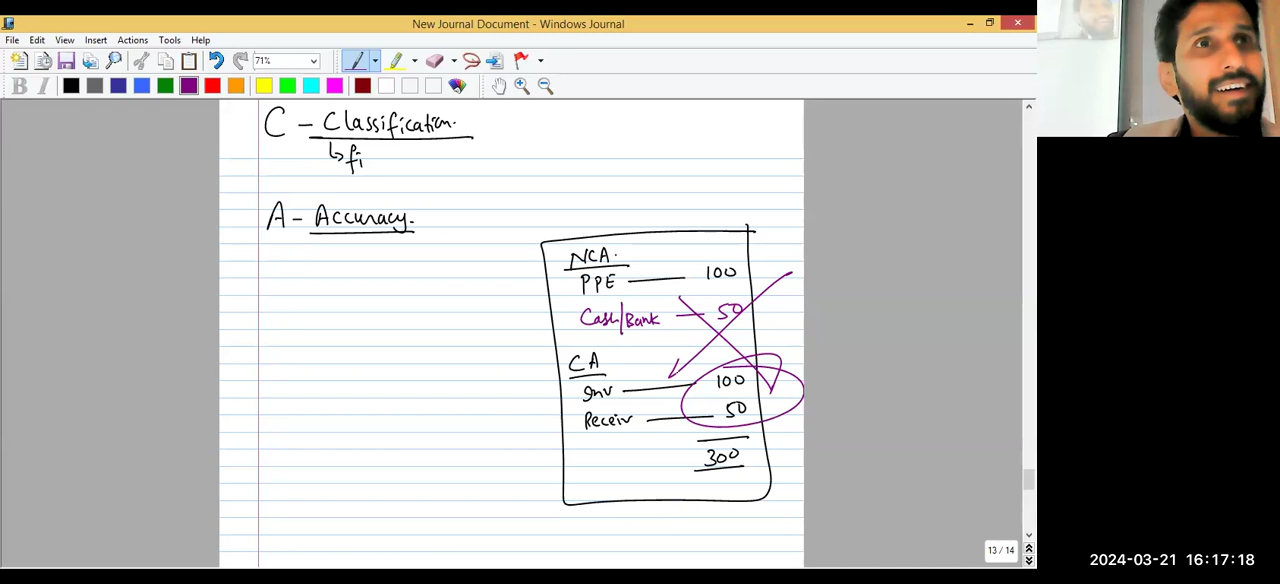 New Journal Document - Windows Journal
File Edit View Insert Actions Tools Help
71%
B I
C - Classification.
↳ fi
A - Accuracy.
NCA.
PPE — 100
Cash/Bank — 50
CA
Inv — 100
Receiv — 50
300
13 / 14
2024-03-21 16:17:18